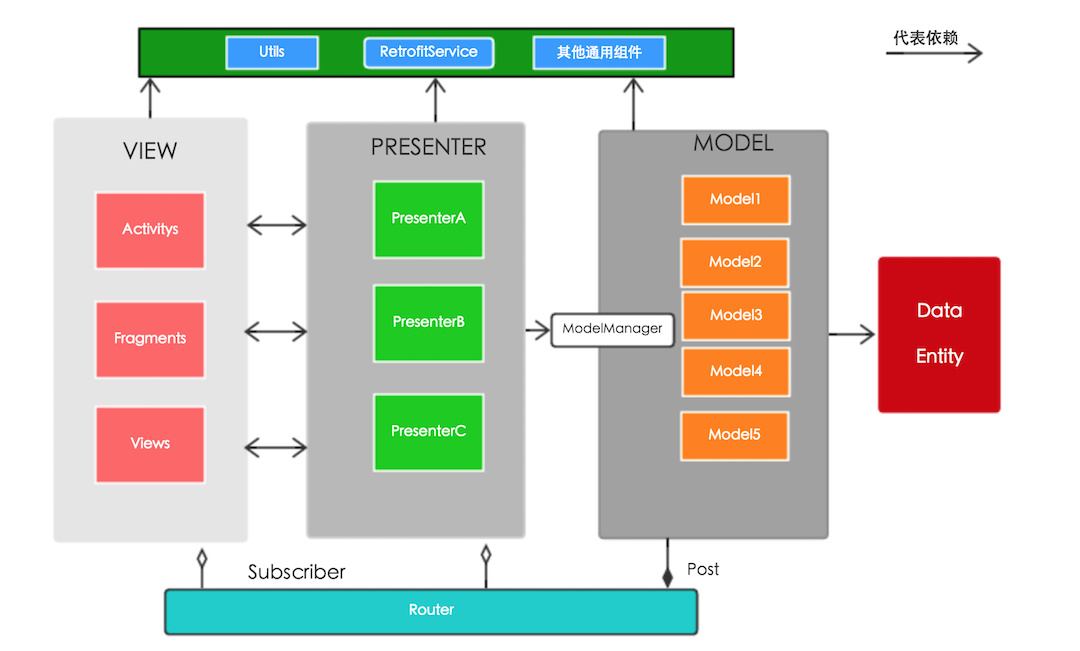 Utils
RetrofitService
其他通用组件
代表依赖
VIEW
Activitys
Fragments
Views
PRESENTER
PresenterA
PresenterB
PresenterC
ModelManager
MODEL
Model1
Model2
Model3
Model4
Model5
Data
Entity
Subscriber
Post
Router